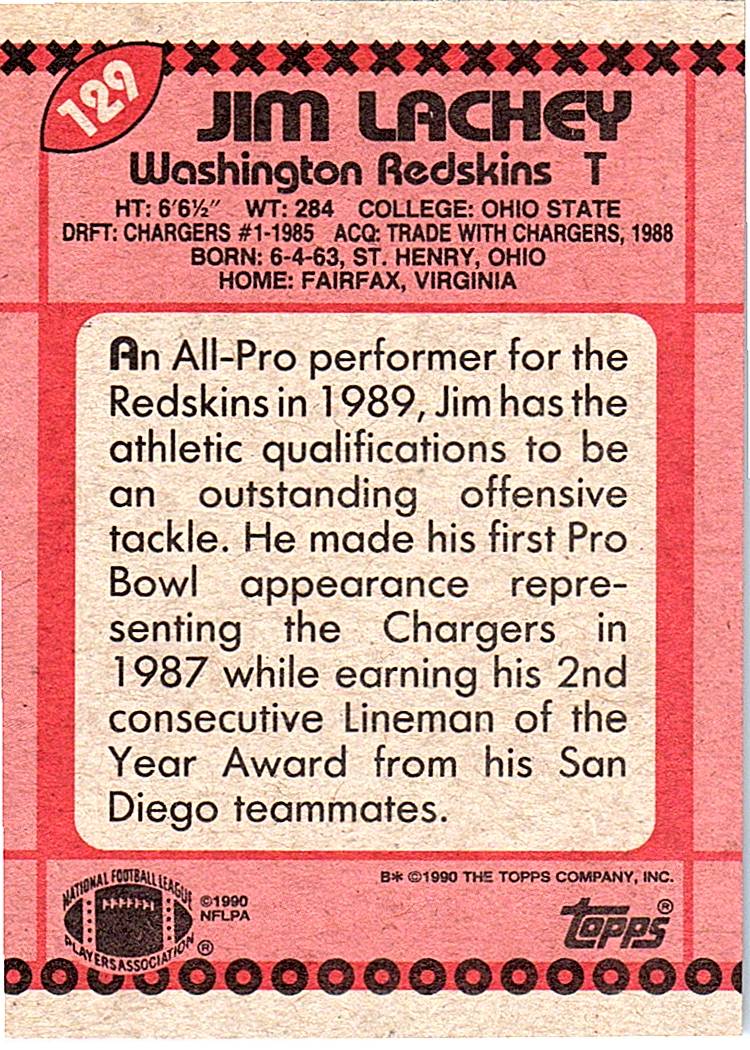 129
JIM LACHEY
Washington Redskins T
HT: 6'6½" WT: 284 COLLEGE: OHIO STATE
DRFT: CHARGERS #1-1985 ACQ: TRADE WITH CHARGERS, 1988
BORN: 6-4-63, ST. HENRY, OHIO
HOME: FAIRFAX, VIRGINIA
An All-Pro performer for the
Redskins in 1989, Jim has the
athletic qualifications to be
an outstanding offensive
tackle. He made his first Pro
Bowl appearance repre-
senting the Chargers in
1987 while earning his 2nd
consecutive Lineman of the
Year Award from his San
Diego teammates.
NATIONAL FOOTBALL LEAGUE
PLAYERS ASSOCIATION ®
©1990
NFLPA
B* ©1990 THE TOPPS COMPANY, INC.
topps®